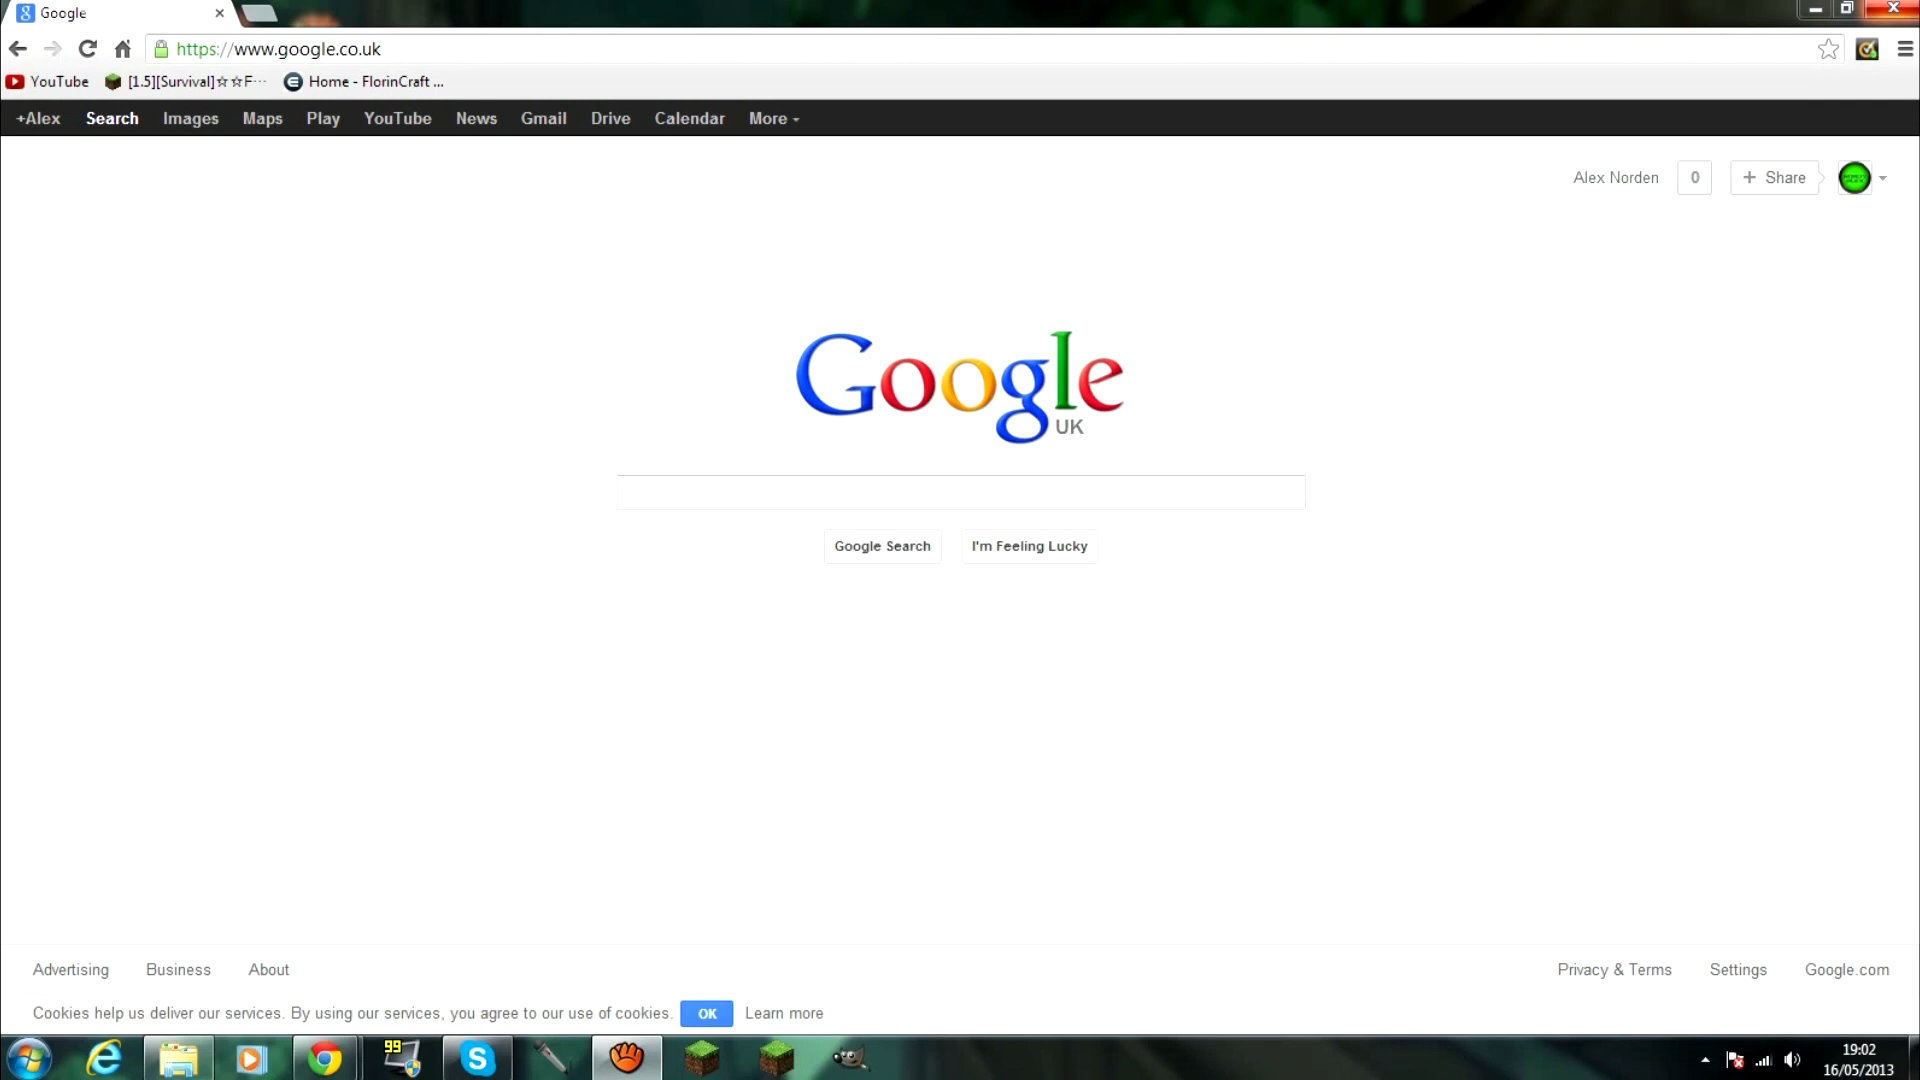 Google
https://www.google.co.uk
YouTube [1.5][Survival]☆☆F... Home - FlorinCraft ...
+Alex Search Images Maps Play YouTube News Gmail Drive Calendar More
Alex Norden 0 + Share
Google
UK
Google Search I'm Feeling Lucky
Advertising Business About Privacy & Terms Settings Google.com
Cookies help us deliver our services. By using our services, you agree to our use of cookies. OK Learn more
99
19:02
16/05/2013